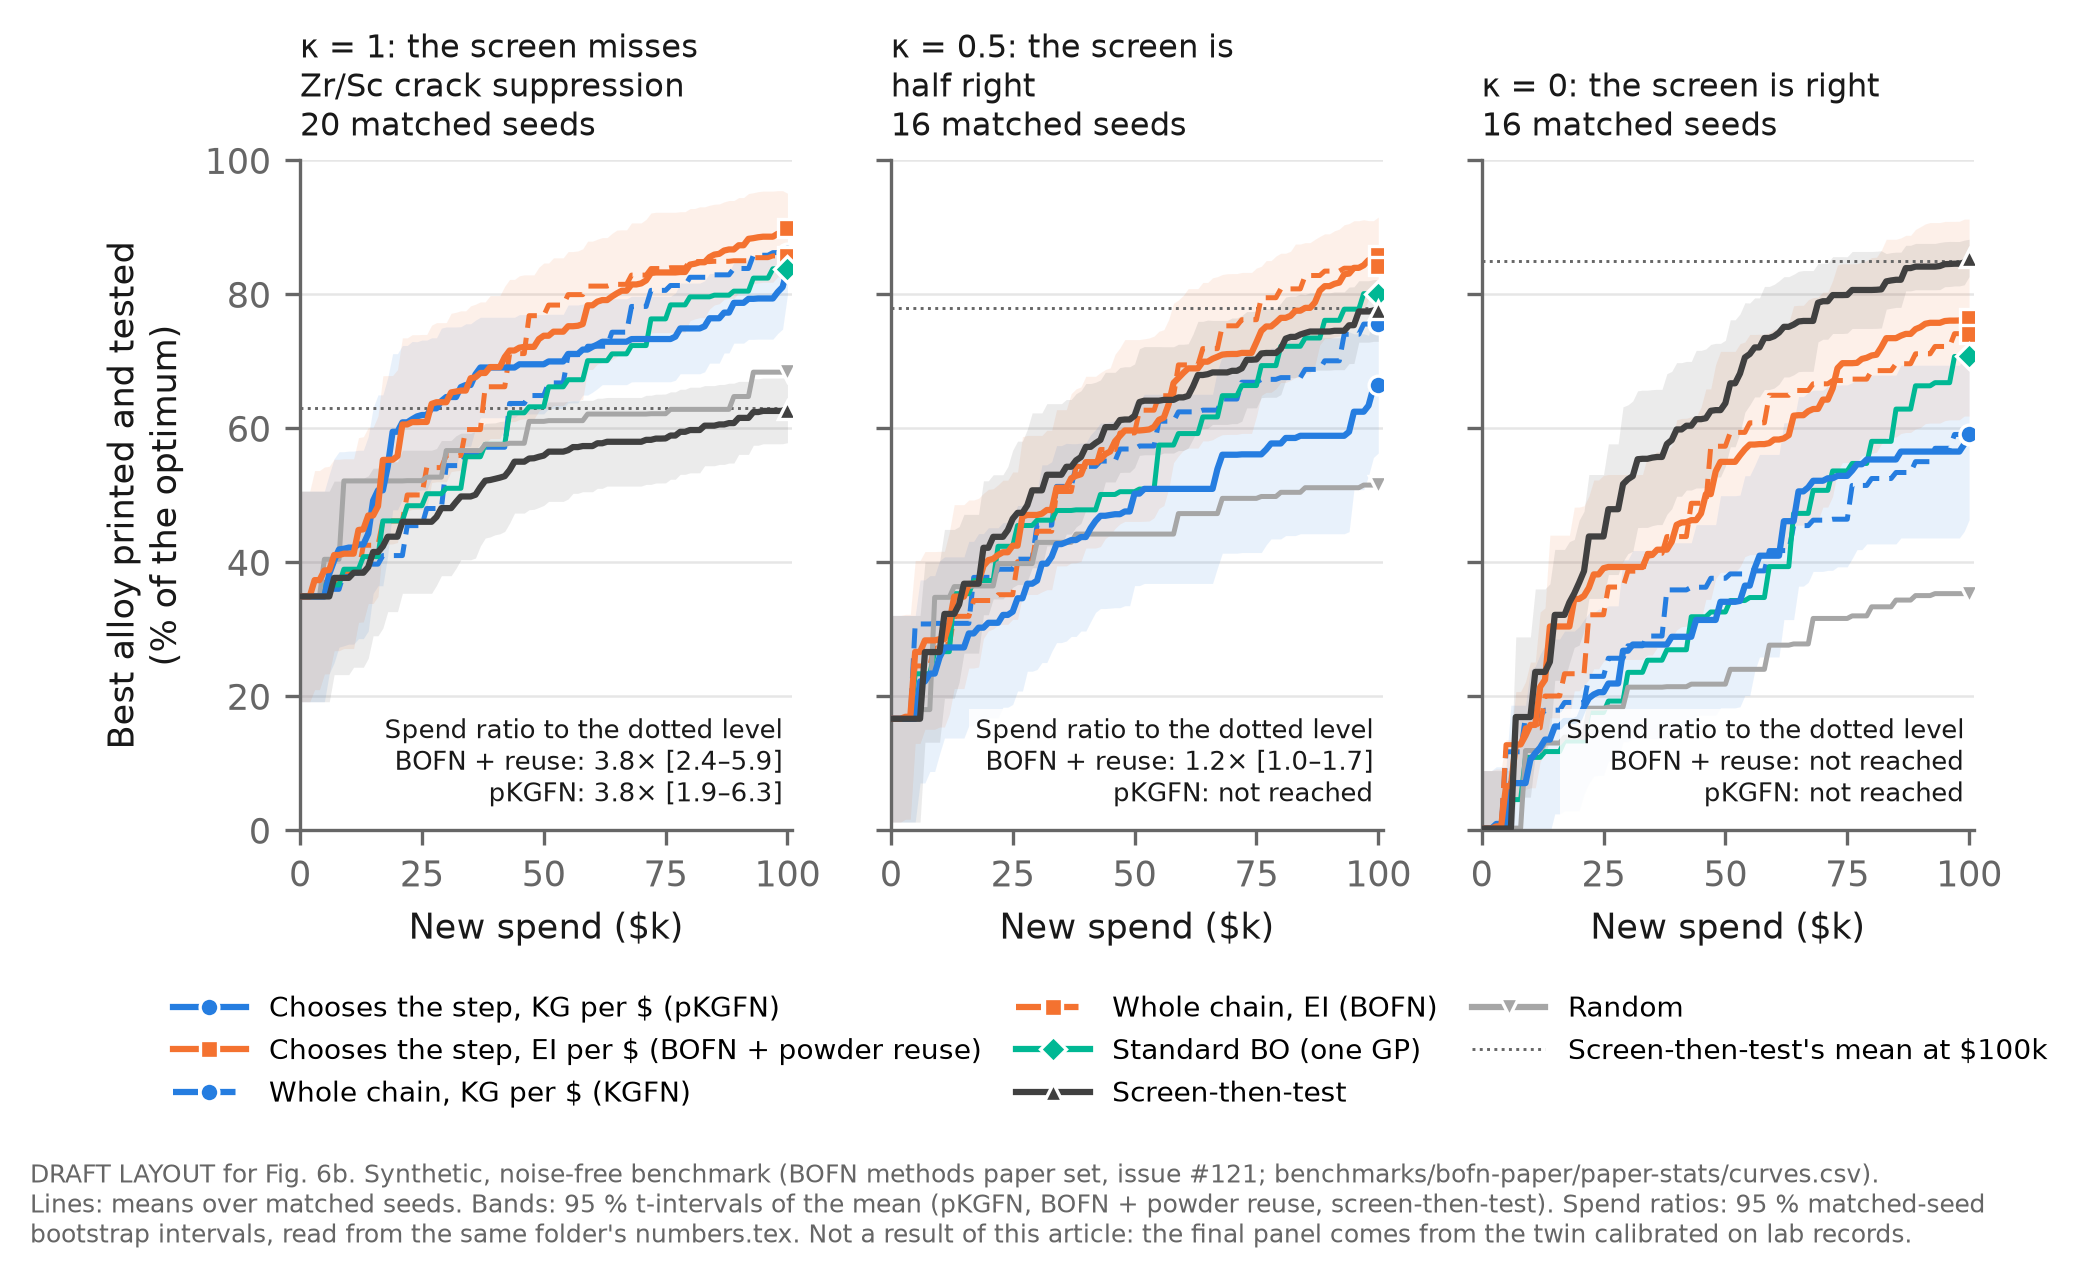 κ = 1: the screen misses
Zr/Sc crack suppression
20 matched seeds
κ = 0.5: the screen is
half right
16 matched seeds
κ = 0: the screen is right
16 matched seeds
Best alloy printed and tested
(% of the optimum)
100
80
60
40
20
0
Spend ratio to the dotted level
BOFN + reuse: 3.8× [2.4–5.9]
pKGFN: 3.8× [1.9–6.3]
Spend ratio to the dotted level
BOFN + reuse: 1.2× [1.0–1.7]
pKGFN: not reached
Spend ratio to the dotted level
BOFN + reuse: not reached
pKGFN: not reached
0 25 50 75 100
0 25 50 75 100
0 25 50 75 100
New spend ($k)
New spend ($k)
New spend ($k)
Chooses the step, KG per $ (pKGFN)
Chooses the step, EI per $ (BOFN + powder reuse)
Whole chain, KG per $ (KGFN)
Whole chain, EI (BOFN)
Standard BO (one GP)
Screen-then-test
Random
Screen-then-test's mean at $100k
DRAFT LAYOUT for Fig. 6b. Synthetic, noise-free benchmark (BOFN methods paper set, issue #121; benchmarks/bofn-paper/paper-stats/curves.csv).
Lines: means over matched seeds. Bands: 95 % t-intervals of the mean (pKGFN, BOFN + powder reuse, screen-then-test). Spend ratios: 95 % matched-seed
bootstrap intervals, read from the same folder's numbers.tex. Not a result of this article: the final panel comes from the twin calibrated on lab records.